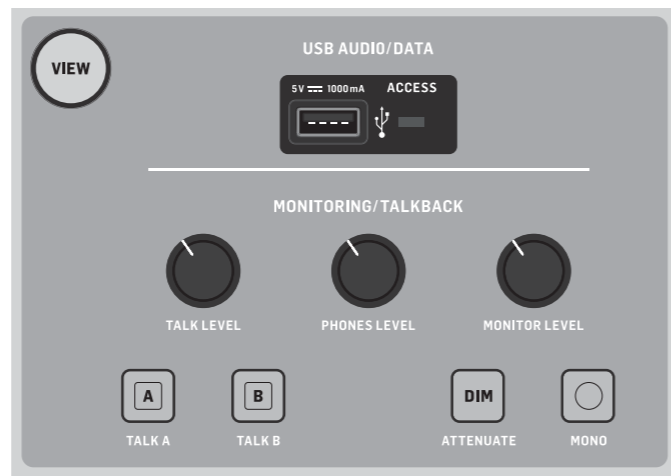 VIEW
USB AUDIO/DATA
5V 1000mA ACCESS
MONITORING/TALKBACK
TALK LEVEL PHONES LEVEL MONITOR LEVEL
A B DIM
TALK A TALK B ATTENUATE MONO